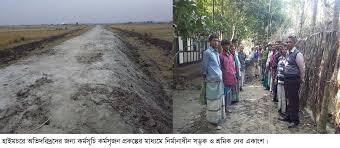 হাইমচরে অতিদরিদ্রদের জন্য কর্মসূচি কর্মসৃজন প্রকল্পের মাধ্যমে নির্মাণাধীন সড়ক ও শ্রমিক দের একাংশ।